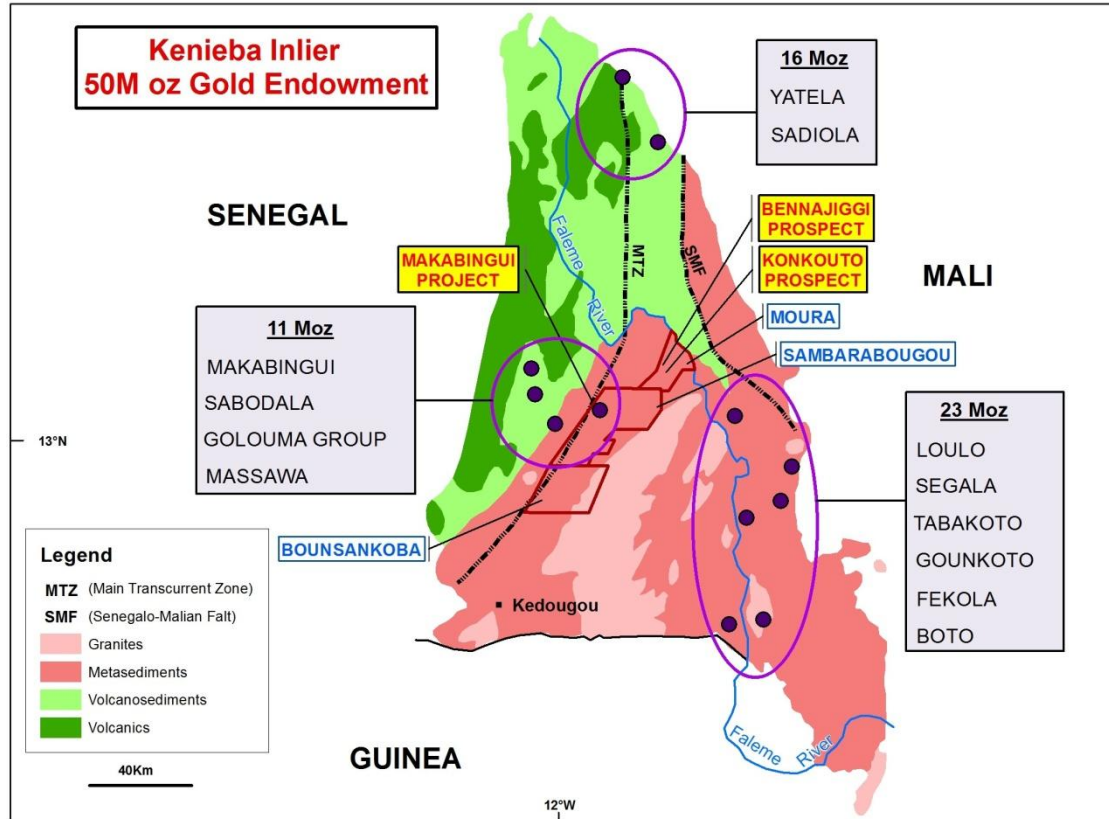 Kenieba Inlier
50M oz Gold Endowment
16 Moz
YATELA
SADIOLA
SENEGAL
BENNAJIGGI
PROSPECT
KONKOUTO
PROSPECT
MAKABINGUI
PROJECT
Faleme
River
MTZ
SMF
MALI
MOURA
SAMBARABOUGOU
11 Moz
MAKABINGUI
SABODALA
GOLOUMA GROUP
MASSAWA
23 Moz
LOULO
SEGALA
TABAKOTO
GOUNKOTO
FEKOLA
BOTO
13°N
BOUNSANKOBA
Kedougou
Legend
MTZ (Main Transcurrent Zone)
SMF (Senegalo-Malian Falt)
Granites
Metasediments
Volcanosediments
Volcanics
40Km
GUINEA
Faleme
River
12°W